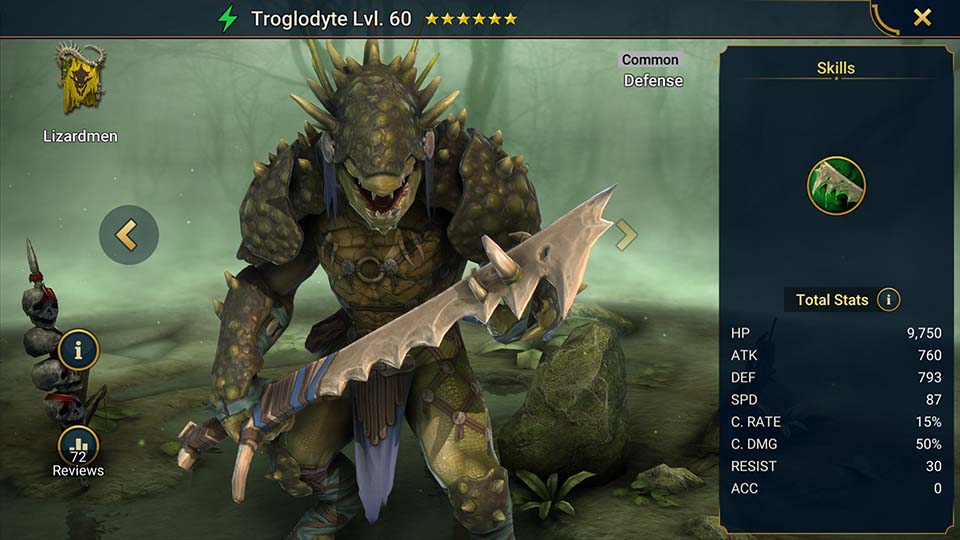 Troglodyte Lvl. 60
Lizardmen
Common
Defense
72
Reviews
Skills
Total Stats i
HP 9,750
ATK 760
DEF 793
SPD 87
C. RATE 15%
C. DMG 50%
RESIST 30
ACC 0